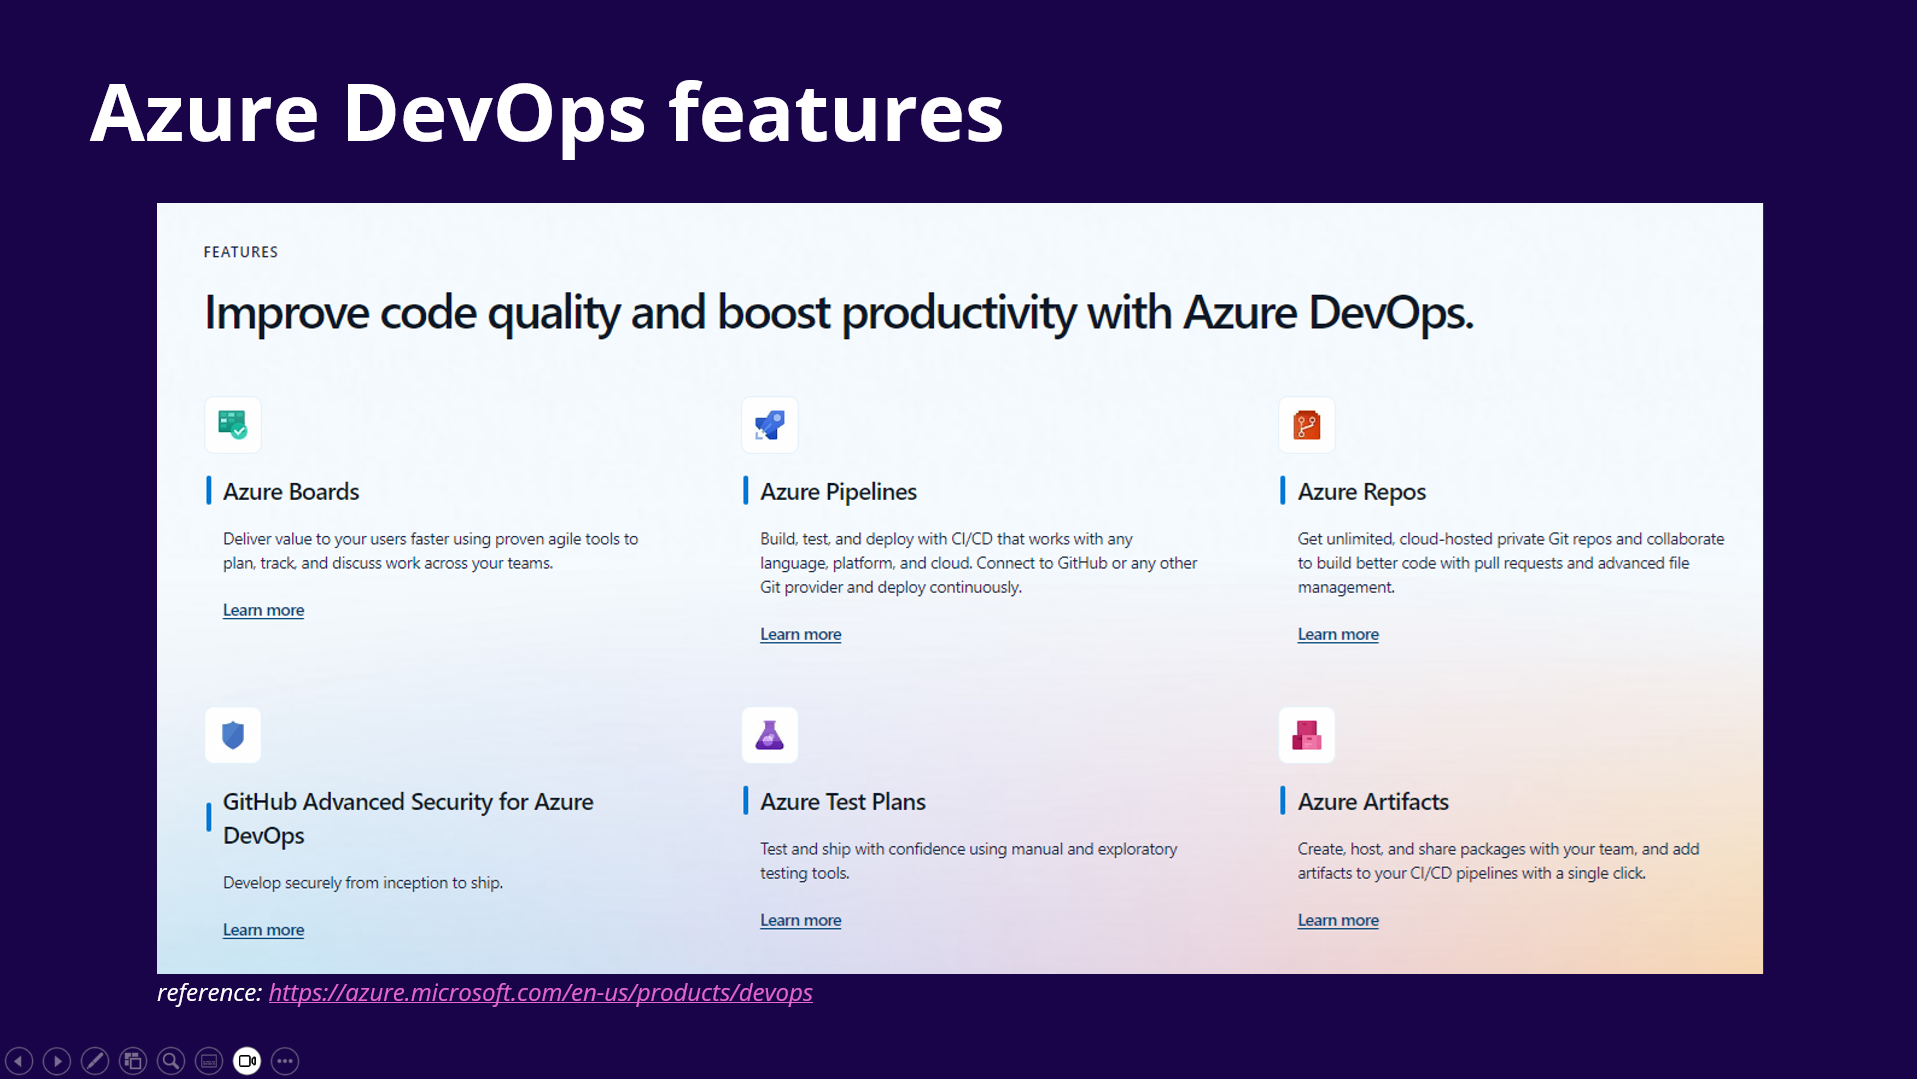 Azure DevOps features
FEATURES
Improve code quality and boost productivity with Azure DevOps.
Azure Boards
Deliver value to your users faster using proven agile tools to
plan, track, and discuss work across your teams.
Learn more
Azure Pipelines
Build, test, and deploy with CI/CD that works with any
language, platform, and cloud. Connect to GitHub or any other
Git provider and deploy continuously.
Learn more
Azure Repos
Get unlimited, cloud-hosted private Git repos and collaborate
to build better code with pull requests and advanced file
management.
Learn more
GitHub Advanced Security for Azure
DevOps
Develop securely from inception to ship.
Learn more
Azure Test Plans
Test and ship with confidence using manual and exploratory
testing tools.
Learn more
Azure Artifacts
Create, host, and share packages with your team, and add
artifacts to your CI/CD pipelines with a single click.
Learn more
reference: https://azure.microsoft.com/en-us/products/devops